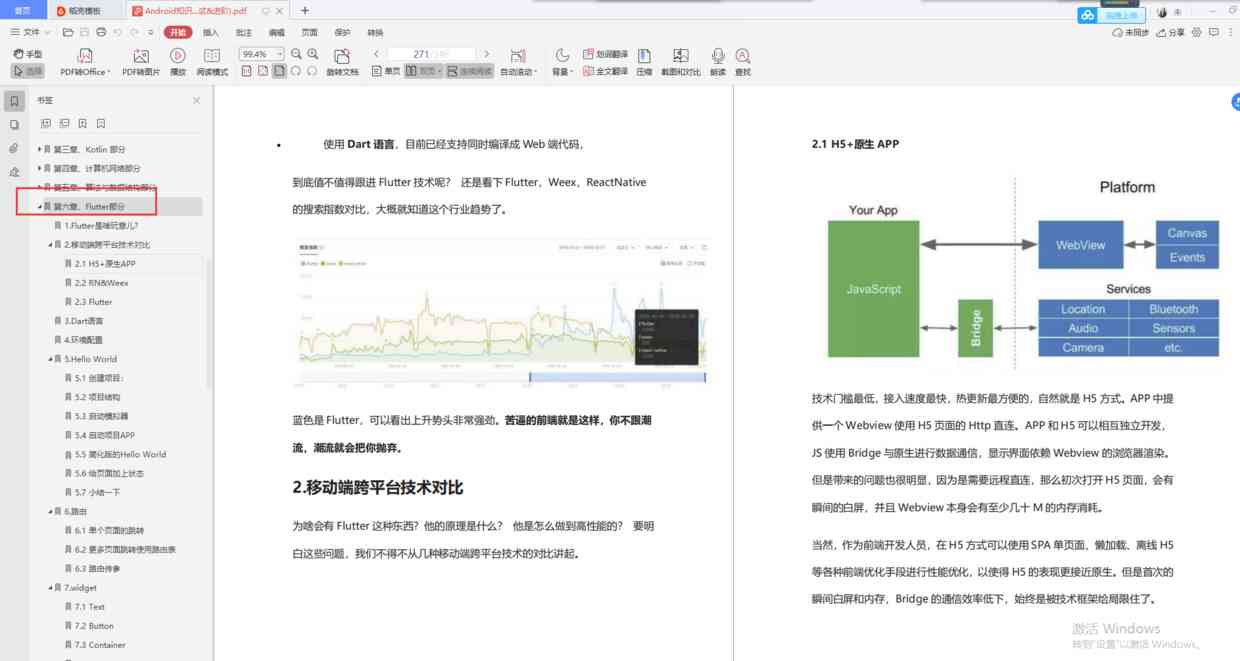 首页
稻壳模板
Android知识...试&进阶).pdf
文件
开始
插入
批注
编辑
页面
保护
转换
未同步
分享
手型
选择
PDF转Office
PDF转图片
播放
阅读模式
99.4%
旋转文档
271
单页
双页
连续阅读
自动滚动
背景
划词翻译
全文翻译
压缩
截图和对比
朗读
查找
书签
第三章、Kotlin 部分
第四章、计算机网络部分
第五章、算法与数据结构部分
第六章、Flutter部分
1.Flutter是啥玩意儿?
2.移动端跨平台技术对比
2.1 H5+原生APP
2.2 RN&Weex
2.3 Flutter
3.Dart语言
4.环境配置
5.Hello World
5.1 创建项目:
5.2 项目结构
5.3 启动模拟器
5.4 启动项目APP
5.5 简化版的Hello World
5.6 给页面加上状态
5.7 小结一下
6.路由
6.1 单个页面的跳转
6.2 更多页面跳转使用路由表
6.3 路由传参
7.widget
7.1 Text
7.2 Button
7.3 Container
• 使用 Dart 语言，目前已经支持同时编译成 Web 端代码，
到底值不值得跟进 Flutter 技术呢？ 还是看下 Flutter，Weex，ReactNative
的搜索指数对比，大概就知道这个行业趋势了。
蓝色是 Flutter，可以看出上升势头非常强劲。苦逼的前端就是这样，你不跟潮
流，潮流就会把你抛弃。
2.移动端跨平台技术对比
为啥会有 Flutter 这种东西？他的原理是什么？ 他是怎么做到高性能的？ 要明
白这些问题，我们不得不从几种移动端跨平台技术的对比讲起。
2.1 H5+原生 APP
Platform
Your App
JavaScript
Bridge
WebView
Canvas
Events
Services
Location Bluetooth
Audio Sensors
Camera etc.
技术门槛最低，接入速度最快，热更新最方便的，自然就是 H5 方式。APP 中提
供一个 Webview 使用 H5 页面的 Http 直连。APP 和 H5 可以相互独立开发，
JS 使用 Bridge 与原生进行数据通信，显示界面依赖 Webview 的浏览器渲染。
但是带来的问题也很明显，因为是需要远程直连，那么初次打开 H5 页面，会有
瞬间的白屏，并且 Webview 本身会有至少几十 M 的内存消耗。
当然，作为前端开发人员，在 H5 方式可以使用 SPA 单页面、懒加载、离线 H5
等各种前端优化手段进行性能优化，以使得 H5 的表现更接近原生。但是首次的
瞬间白屏和内存，Bridge 的通信效率低下，始终是被技术框架给局限住了。
激活 Windows
转到"设置"以激活 Windows。